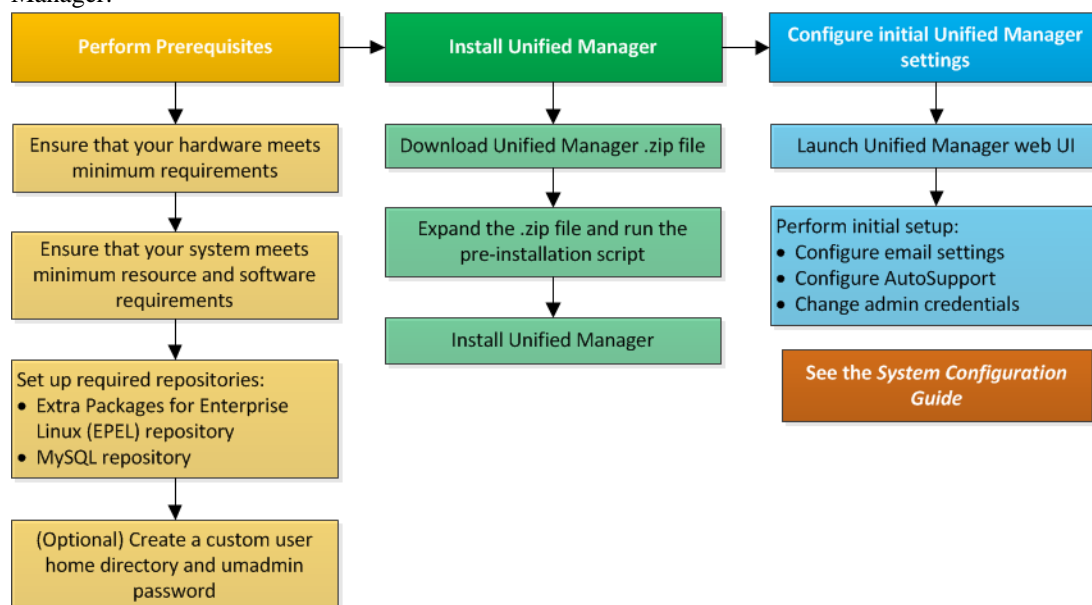 Manager.
Perform Prerequisites
Ensure that your hardware meets
minimum requirements
Ensure that your system meets
minimum resource and software
requirements
Set up required repositories:
• Extra Packages for Enterprise
Linux (EPEL) repository
• MySQL repository
(Optional) Create a custom user
home directory and umadmin
password
Install Unified Manager
Download Unified Manager .zip file
Expand the .zip file and run the
pre-installation script
Install Unified Manager
Configure initial Unified Manager
settings
Launch Unified Manager web UI
Perform initial setup:
• Configure email settings
• Configure AutoSupport
• Change admin credentials
See the System Configuration
Guide